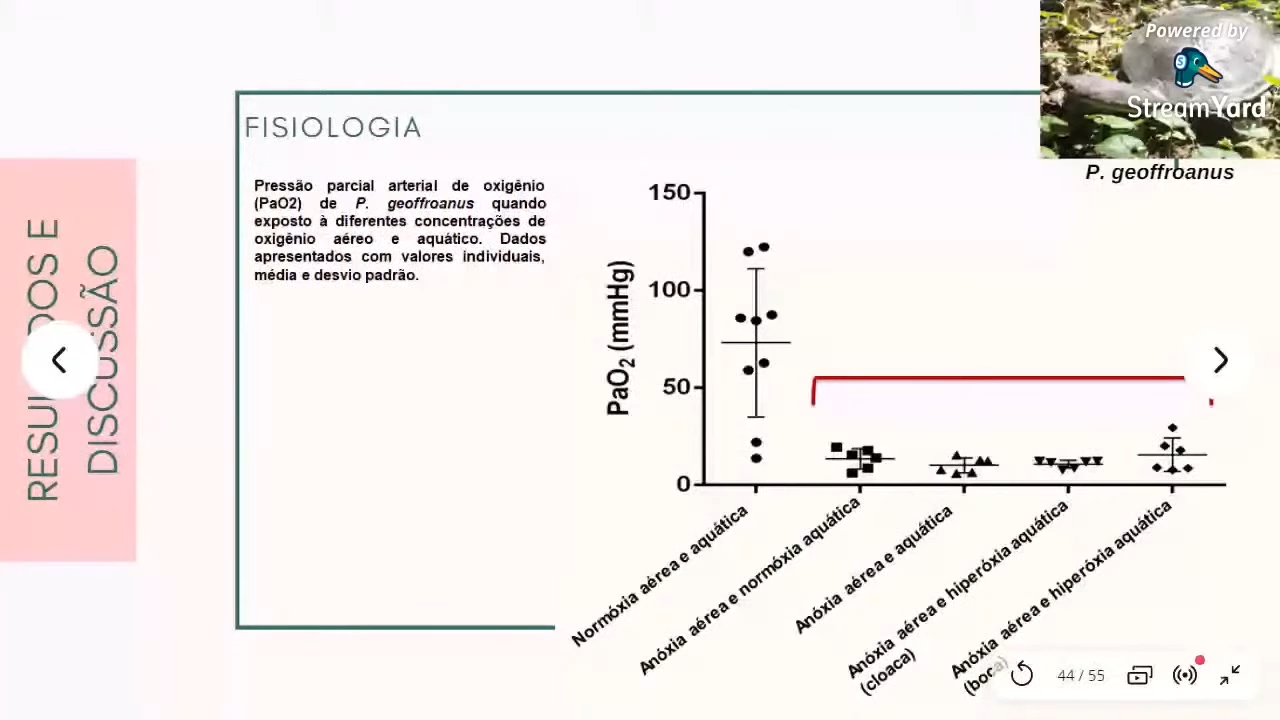 Powered by
StreamYard
FISIOLOGIA
P. geoffroanus
RESULTADOS E
DISCUSSÃO
Pressão parcial arterial de oxigênio
(PaO2) de P. geoffroanus quando
exposto à diferentes concentrações de
oxigênio aéreo e aquático. Dados
apresentados com valores individuais,
média e desvio padrão.
PaO2 (mmHg)
150
100
50
0
Normóxia aérea e aquática
Anóxia aérea e normóxia aquática
Anóxia aérea e aquática
Anóxia aérea e hiperóxia aquática
(cloaca)
Anóxia aérea e hiperóxia aquática
(boca)
44 / 55